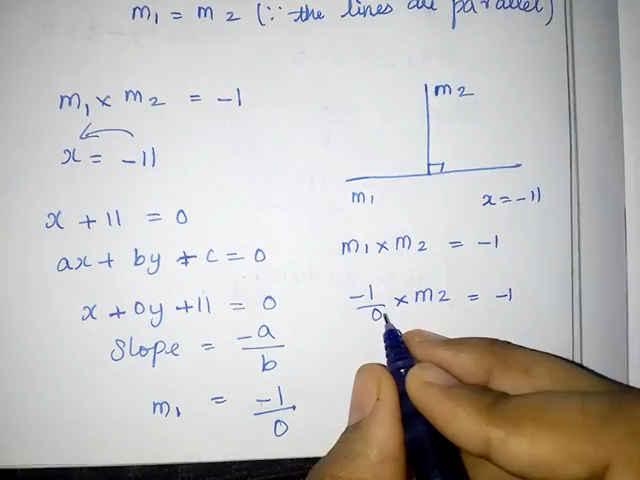 m₁ = m₂ (∵ the lines are parallel)
m₁ × m₂ = -1
x = -11
x + 11 = 0
ax + by + c = 0
x + 0y + 11 = 0
Slope = -a/b
m₁ = -1/0
m₂
m₁
x = -11
m₁ × m₂ = -1
-1/0 × m₂ = -1